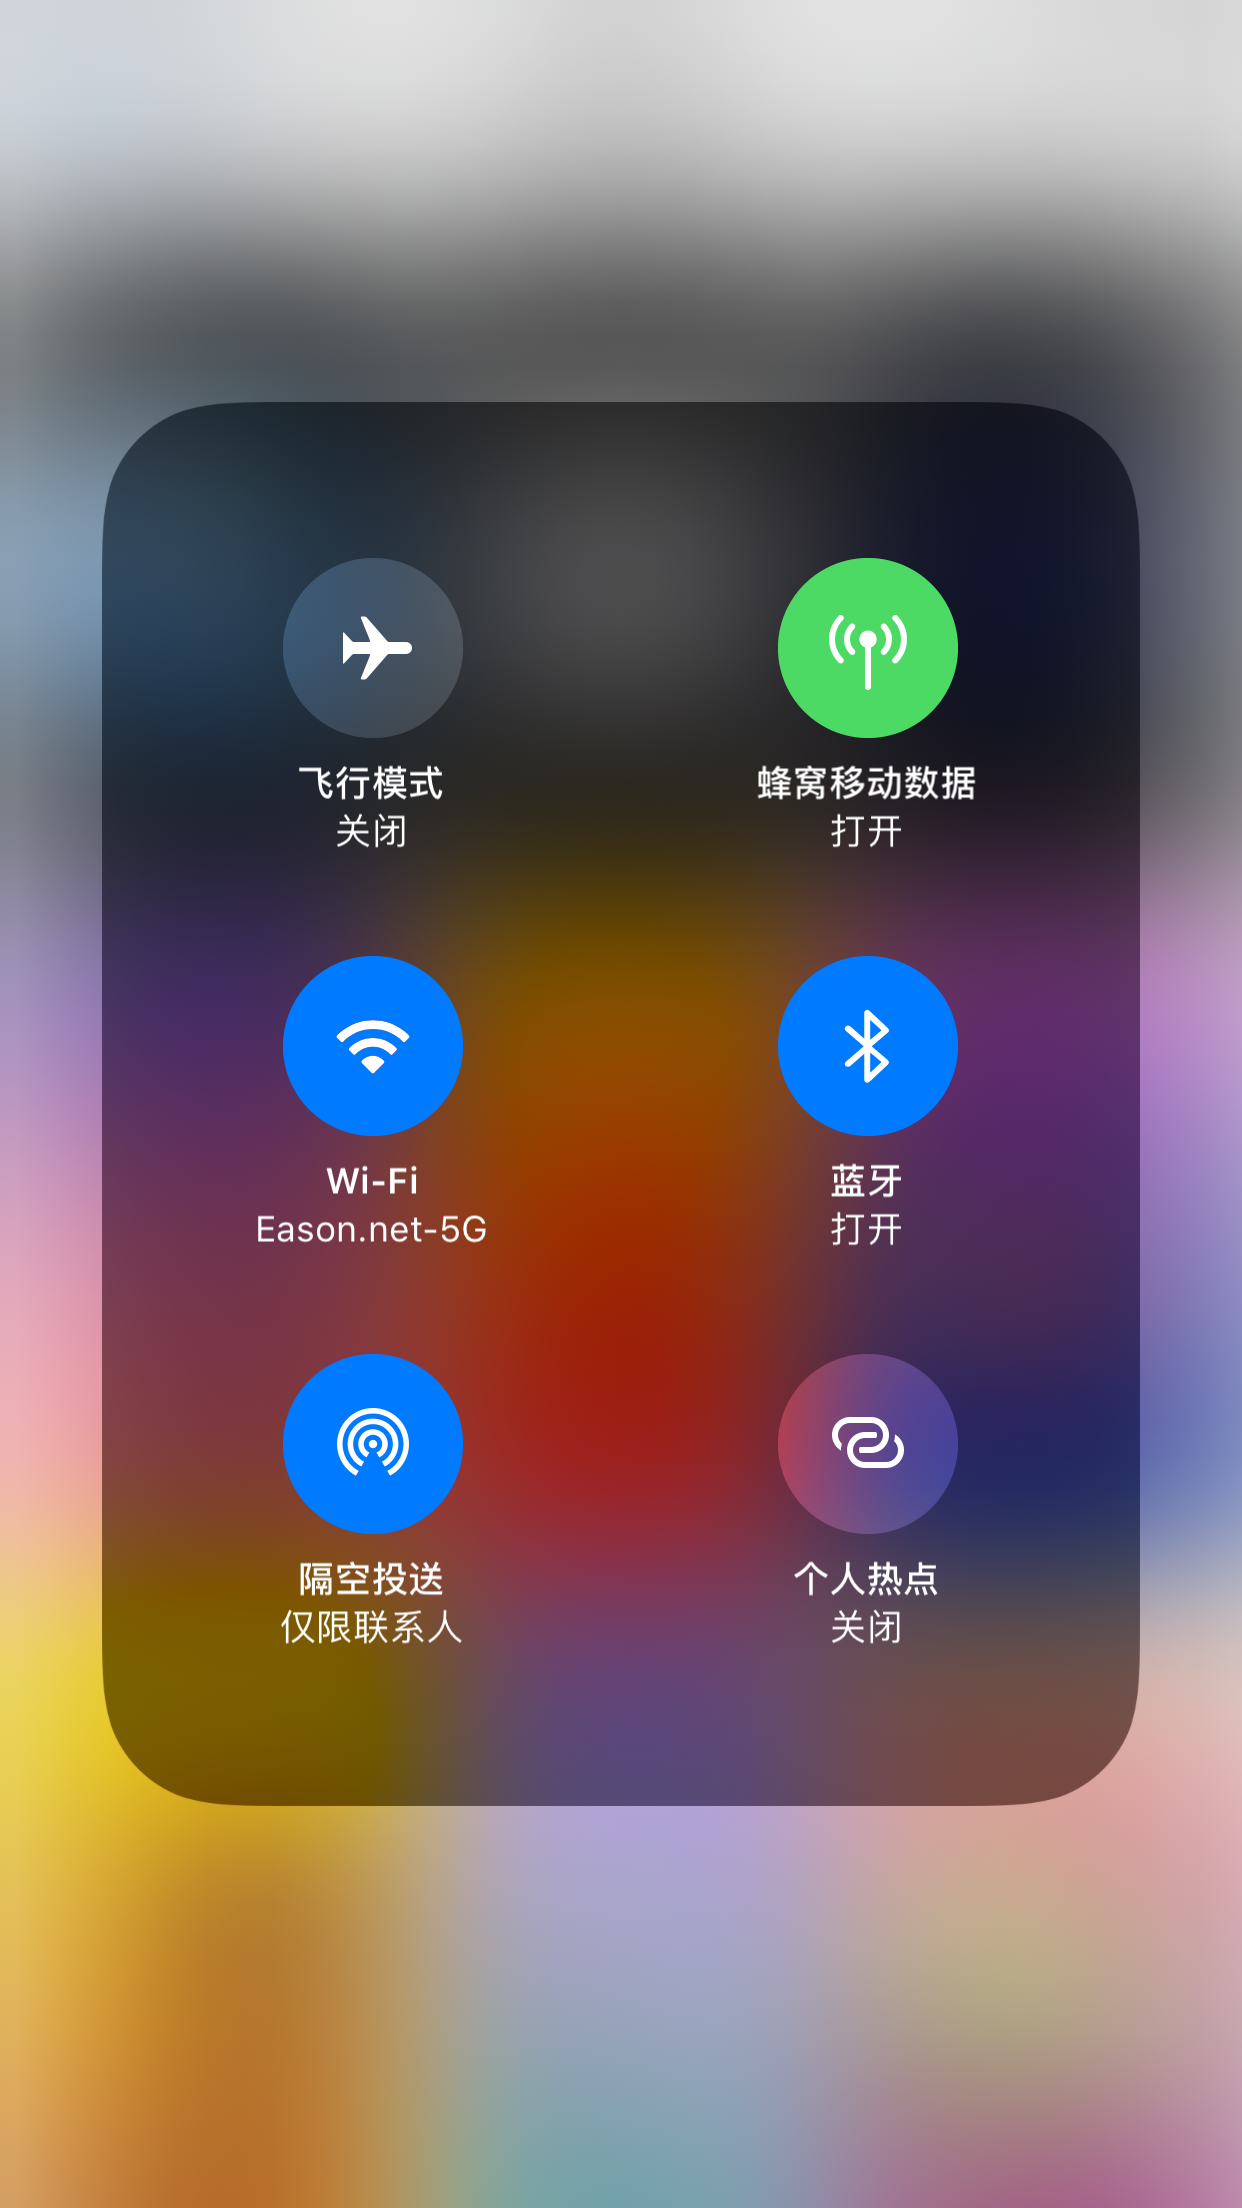 飞行模式
关闭
蜂窝移动数据
打开
Wi-Fi
Eason.net-5G
蓝牙
打开
隔空投送
仅限联系人
个人热点
关闭